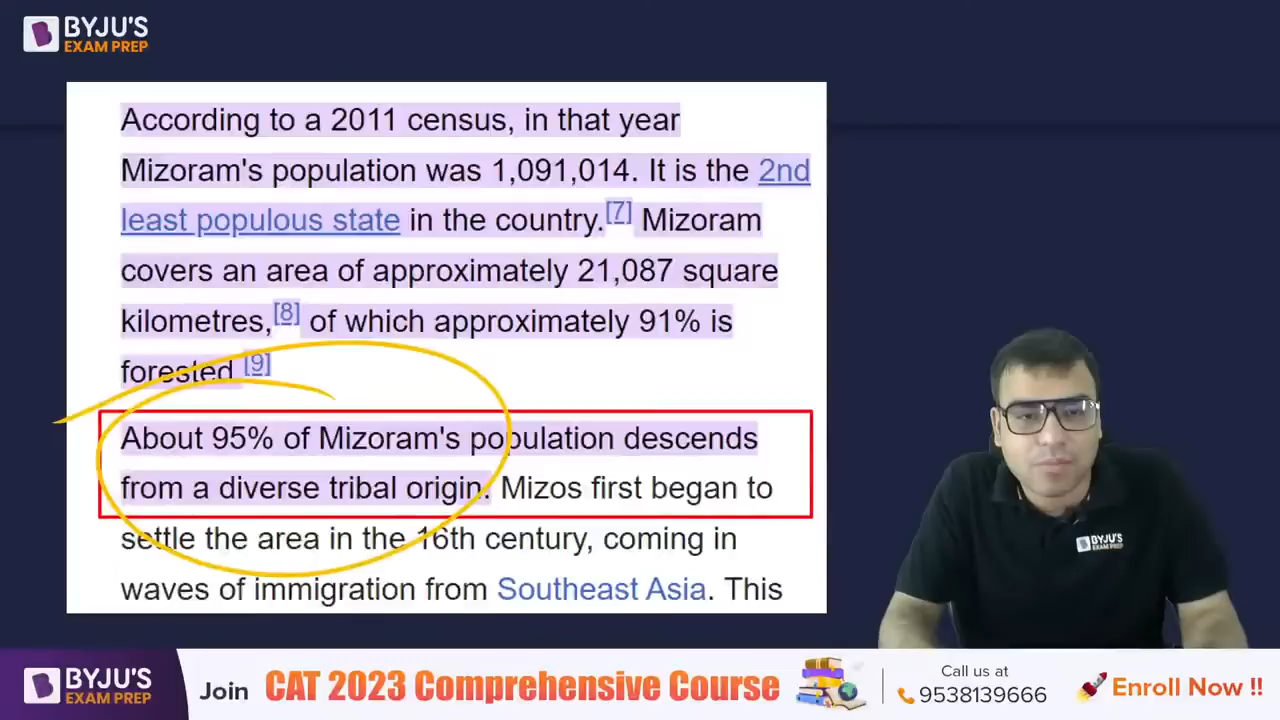 BYJU'S
EXAM PREP
According to a 2011 census, in that year
Mizoram's population was 1,091,014. It is the 2nd
least populous state in the country.[7] Mizoram
covers an area of approximately 21,087 square
kilometres,[8] of which approximately 91% is
forested.[9]
About 95% of Mizoram's population descends
from a diverse tribal origin. Mizos first began to
settle the area in the 16th century, coming in
waves of immigration from Southeast Asia. This
BYJU'S
EXAM PREP
BYJU'S
EXAM PREP
Join CAT 2023 Comprehensive Course
Call us at
9538139666
Enroll Now !!